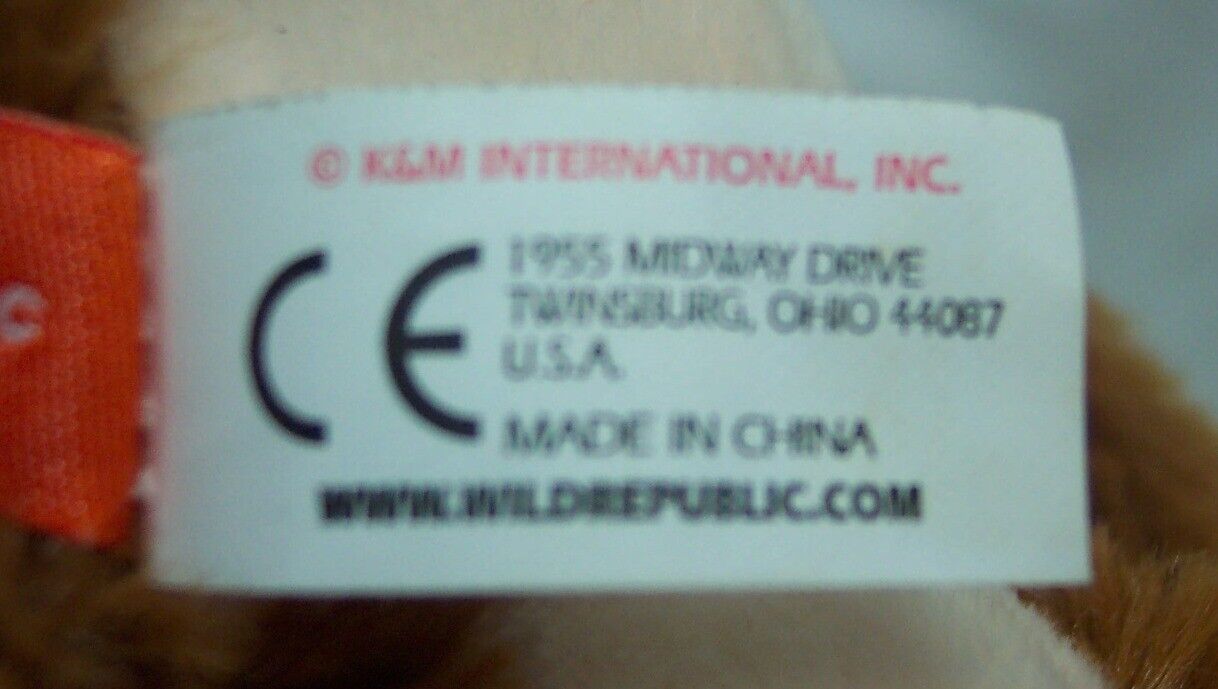 © K&M INTERNATIONAL, INC.
CE
1955 MIDWAY DRIVE
TWINSBURG, OHIO 44087
U.S.A.
MADE IN CHINA
WWW.WILDREPUBLIC.COM
c